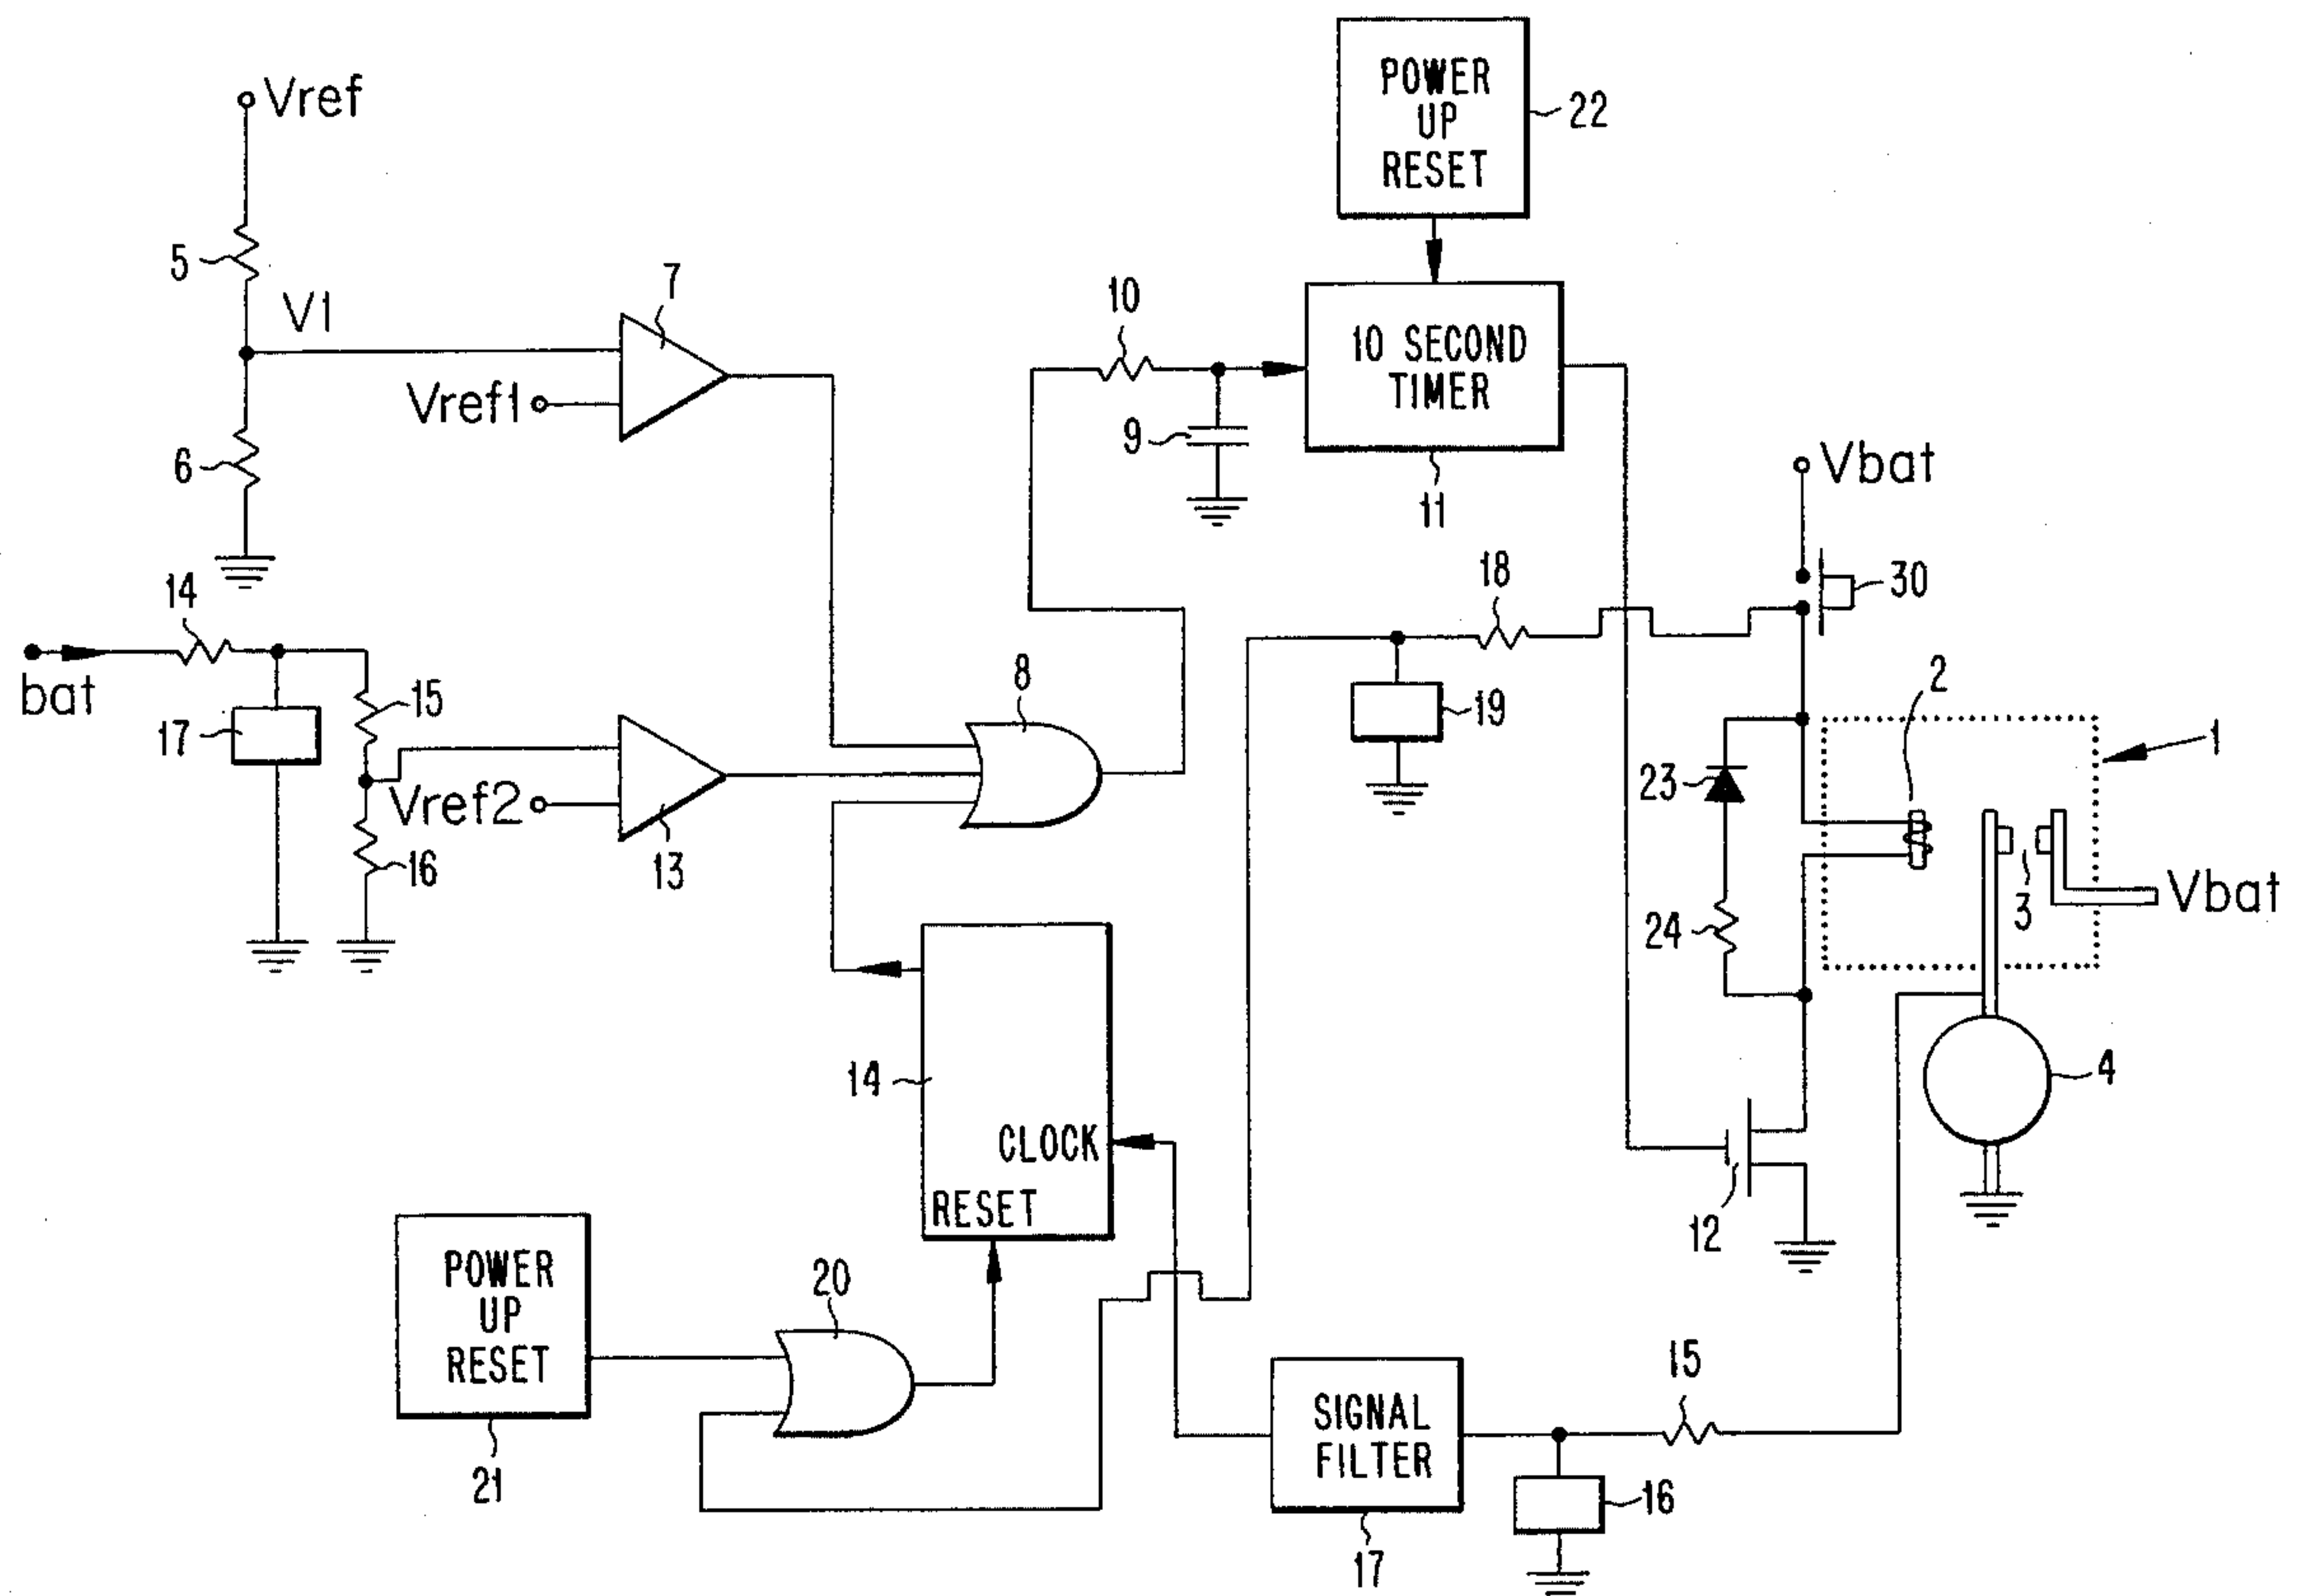 POWER
UP
RESET
22
Vref
5
V1
7
10
10 SECOND
TIMER
Vref1
9
6
11
Vbat
14
18
30
bat
17
15
8
19
2
1
23
Vref2
16
13
3
Vbat
24
14
CLOCK
RESET
4
12
POWER
UP
RESET
20
15
SIGNAL
FILTER
21
16
17